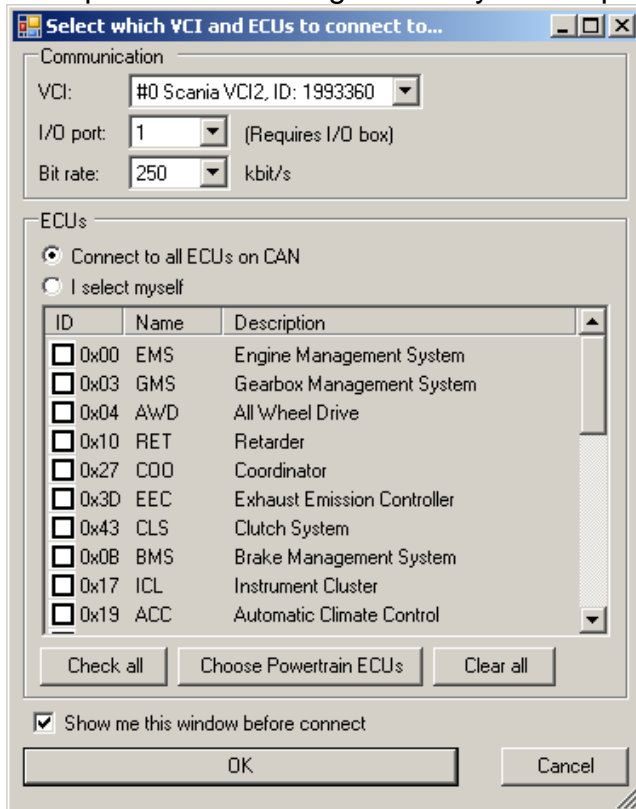 Select which VCI and ECUs to connect to...
Communication
VCI: #0 Scania VCI2, ID: 1993360
I/O port: 1 (Requires I/O box)
Bit rate: 250 kbit/s
ECUs
Connect to all ECUs on CAN
I select myself
ID Name Description
0x00 EMS Engine Management System
0x03 GMS Gearbox Management System
0x04 AWD All Wheel Drive
0x10 RET Retarder
0x27 COO Coordinator
0x3D EEC Exhaust Emission Controller
0x43 CLS Clutch System
0x0B BMS Brake Management System
0x17 ICL Instrument Cluster
0x19 ACC Automatic Climate Control
Check all Choose Powertrain ECUs Clear all
Show me this window before connect
OK Cancel